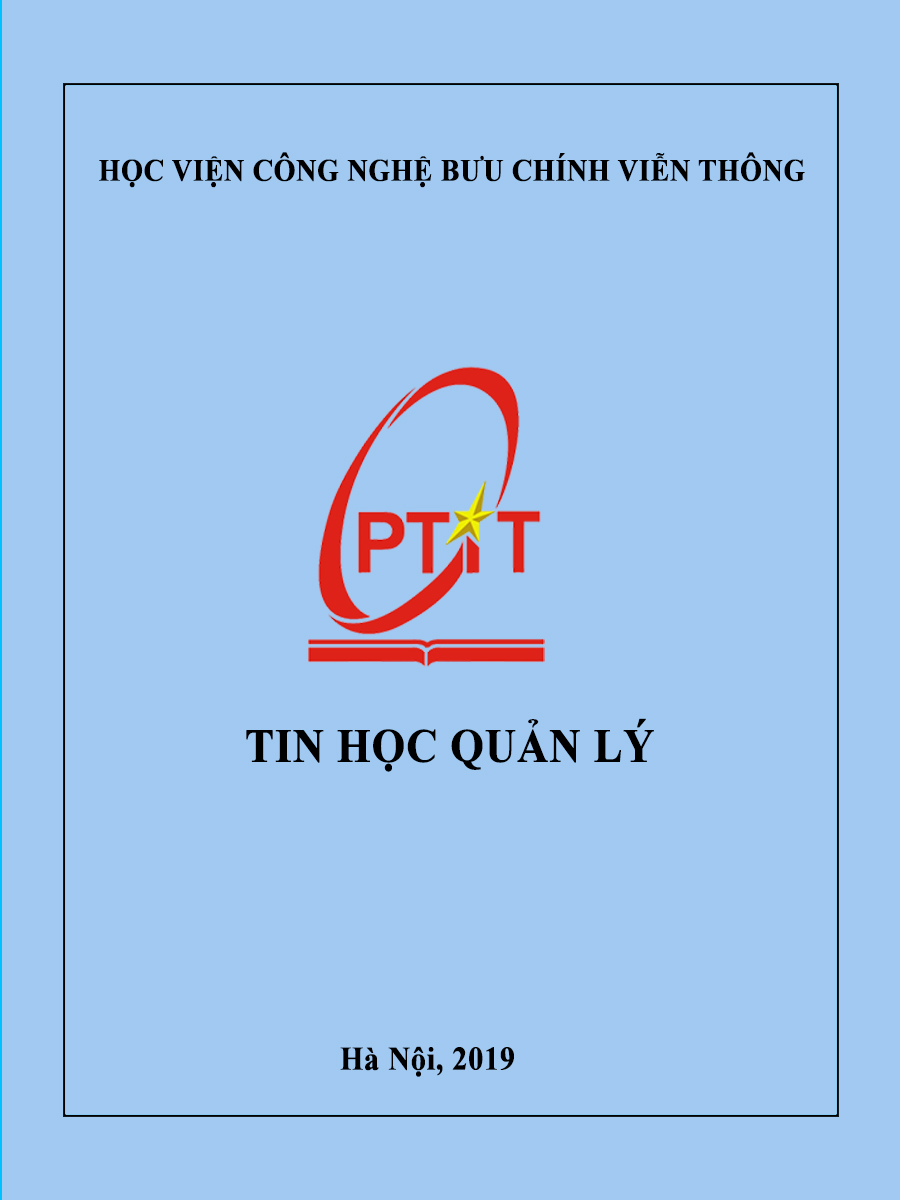 HỌC VIỆN CÔNG NGHỆ BƯU CHÍNH VIỄN THÔNG
PTIT
TIN HỌC QUẢN LÝ
Hà Nội, 2019